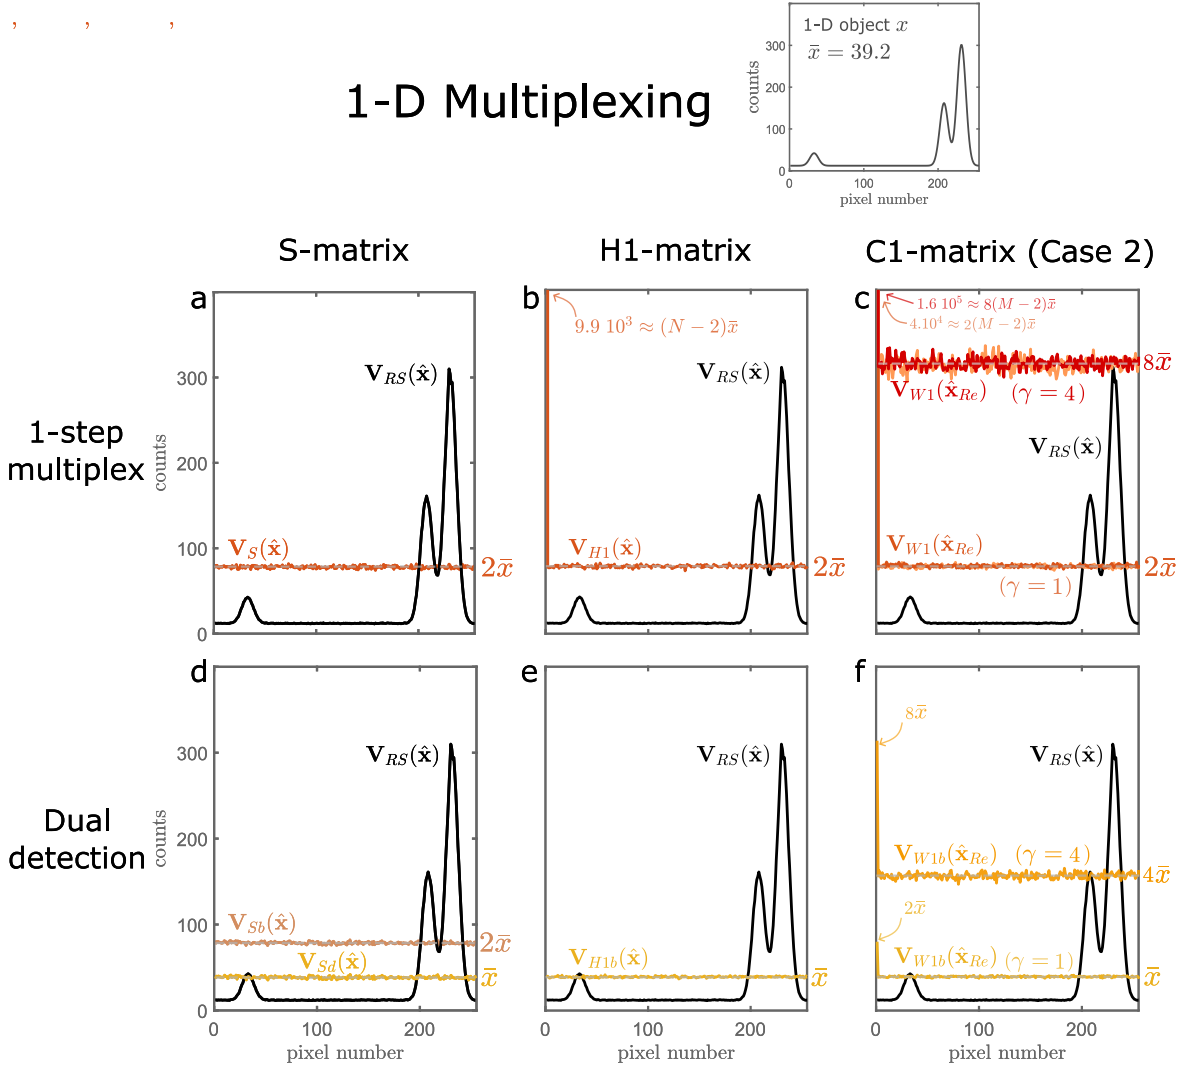 , , ,
1-D Multiplexing
1-D object x
x̄ = 39.2
counts
300
200
100
0
0 100 200
pixel number
S-matrix
H1-matrix
C1-matrix (Case 2)
1-step
multiplex
counts
a
300
200
100
0
V_RS(x̂)
V_S(x̂)
2x̄
b
9.9 10³ ≈ (N − 2)x̄
V_RS(x̂)
V_H1(x̂)
2x̄
c
1.6 10⁵ ≈ 8(M − 2)x̄
4.10⁴ ≈ 2(M − 2)x̄
8x̄
V_W1(x̂_Re) (γ = 4)
V_RS(x̂)
V_W1(x̂_Re)
2x̄
(γ = 1)
Dual
detection
counts
d
300
200
100
0
V_RS(x̂)
V_Sb(x̂)
2x̄
V_Sd(x̂)
x̄
0 100 200
pixel number
e
V_RS(x̂)
V_H1b(x̂)
x̄
0 100 200
pixel number
f
8x̄
V_RS(x̂)
V_W1b(x̂_Re) (γ = 4)
4x̄
2x̄
V_W1b(x̂_Re) (γ = 1)
x̄
0 100 200
pixel number